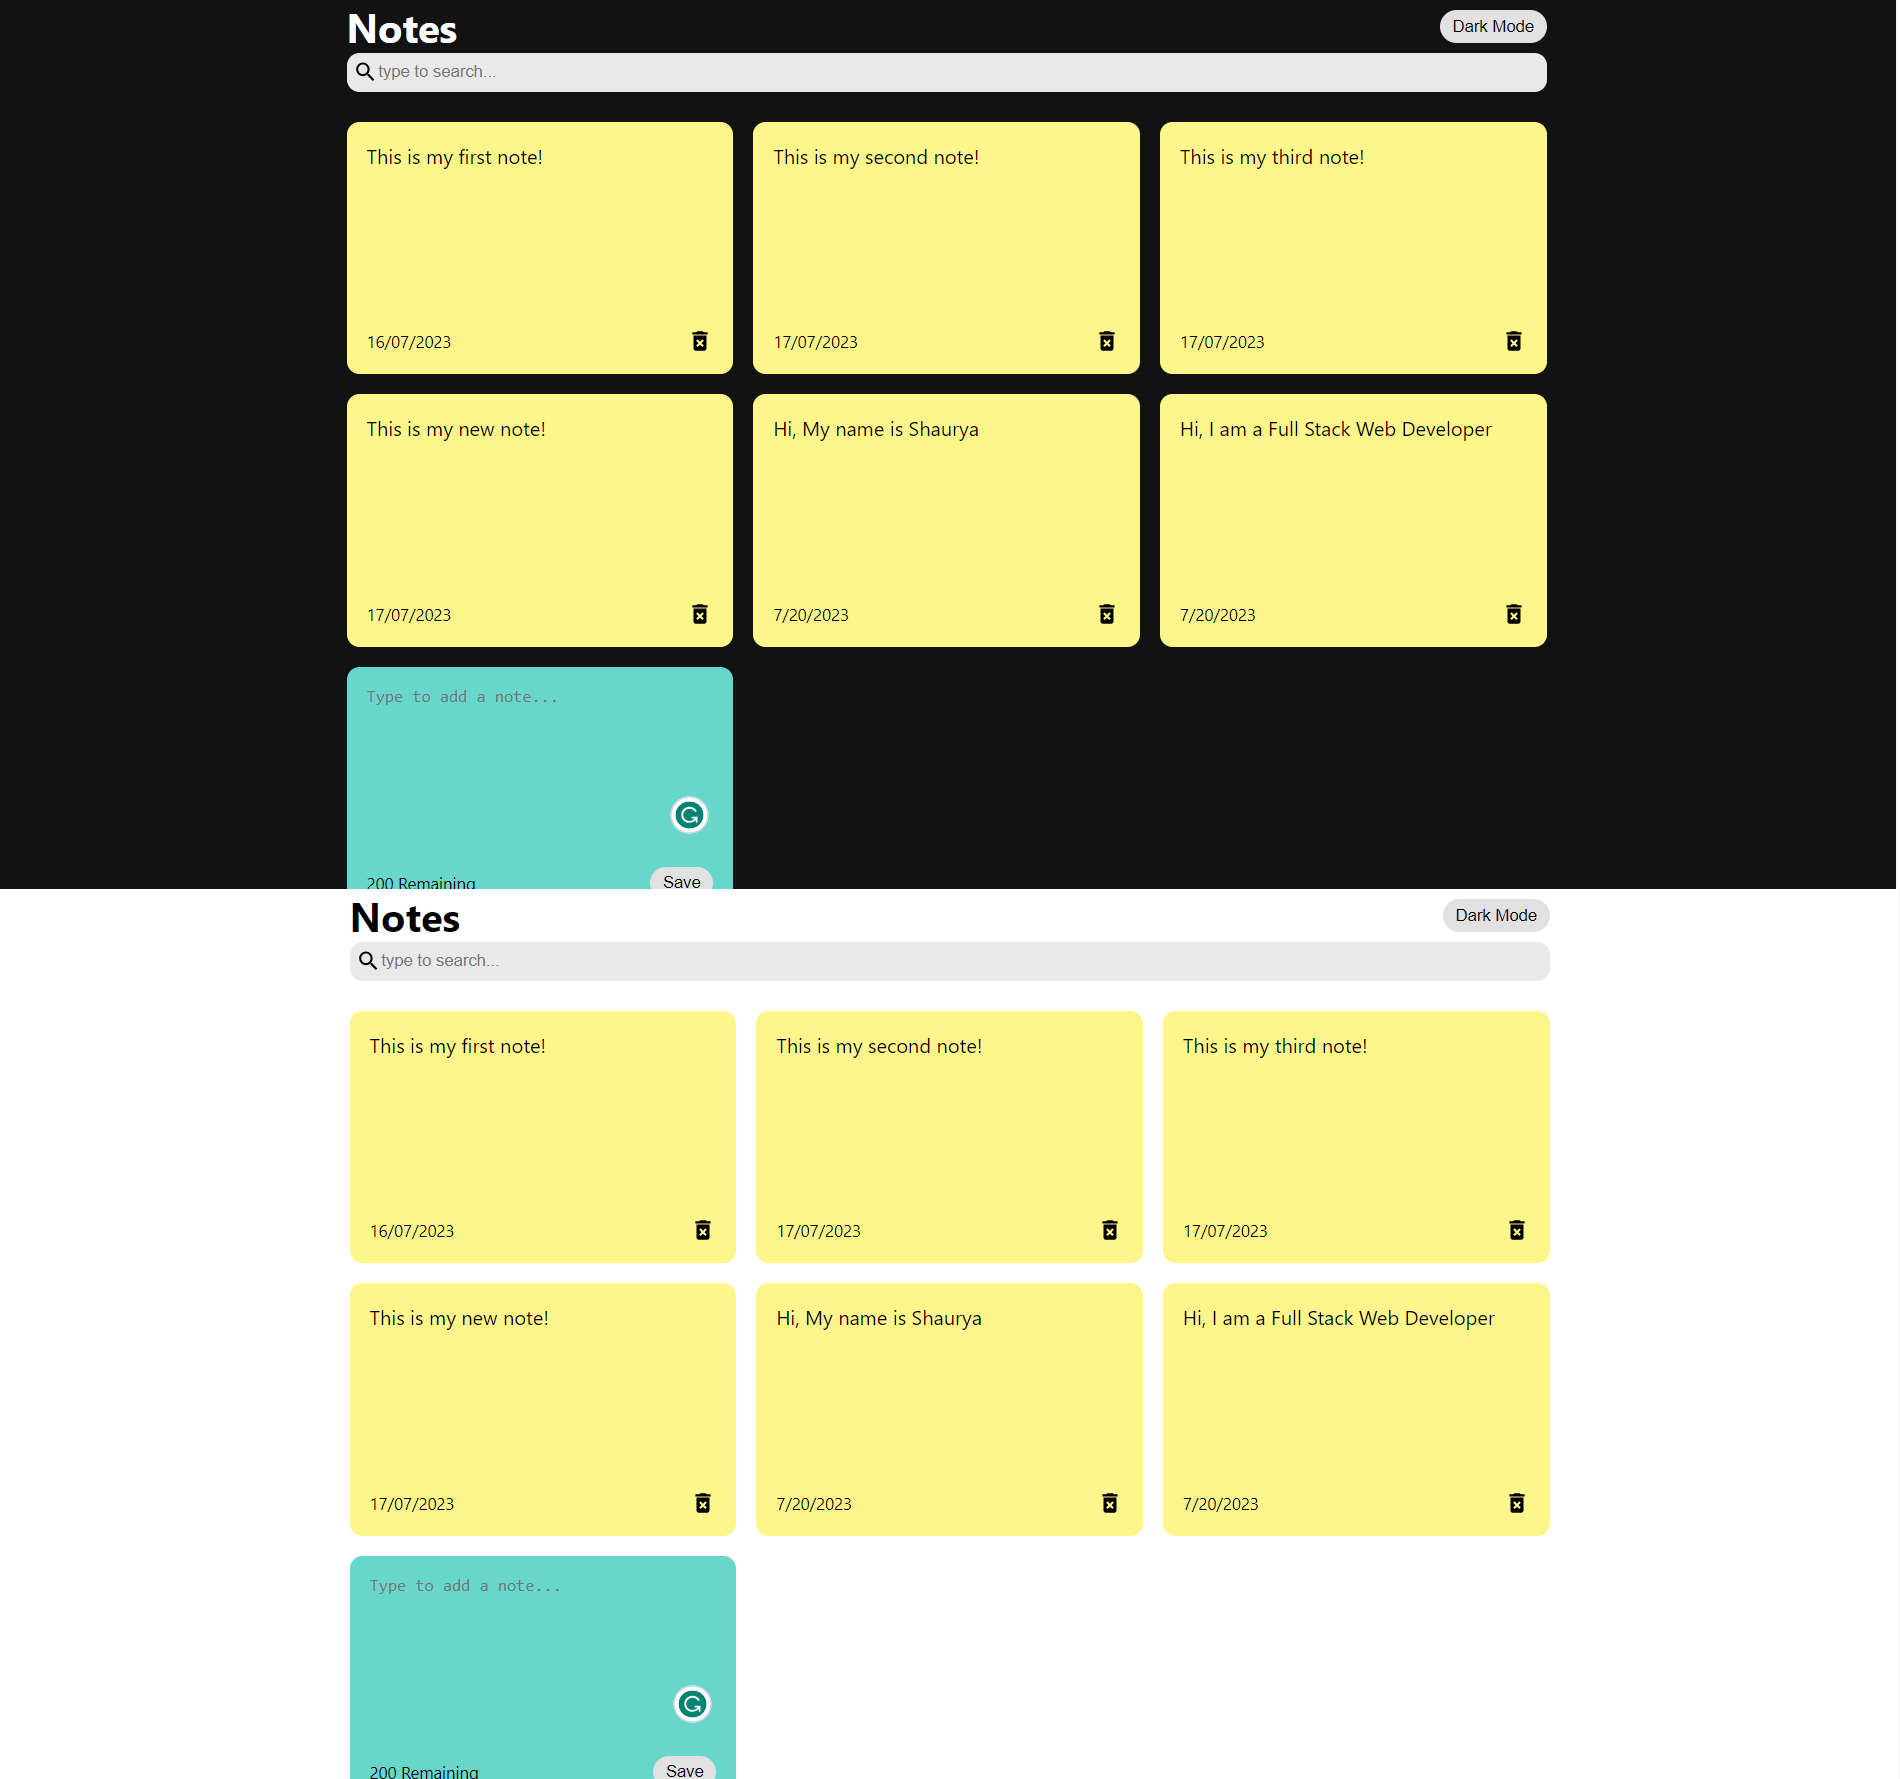 Notes
Dark Mode
type to search...
This is my first note!
This is my second note!
This is my third note!
16/07/2023
17/07/2023
17/07/2023
This is my new note!
Hi, My name is Shaurya
Hi, I am a Full Stack Web Developer
17/07/2023
7/20/2023
7/20/2023
Type to add a note...
200 Remaining
Save
Notes
Dark Mode
type to search...
This is my first note!
This is my second note!
This is my third note!
16/07/2023
17/07/2023
17/07/2023
This is my new note!
Hi, My name is Shaurya
Hi, I am a Full Stack Web Developer
17/07/2023
7/20/2023
7/20/2023
Type to add a note...
200 Remaining
Save